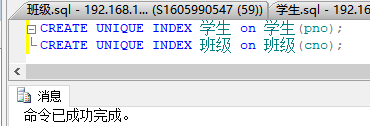 班级.sql - 192.168.1... (S1605990547 (59)) 学生.sql - 192.16
CREATE UNIQUE INDEX 学生 on 学生(pno);
CREATE UNIQUE INDEX 班级 on 班级(cno);
消息
命令已成功完成。